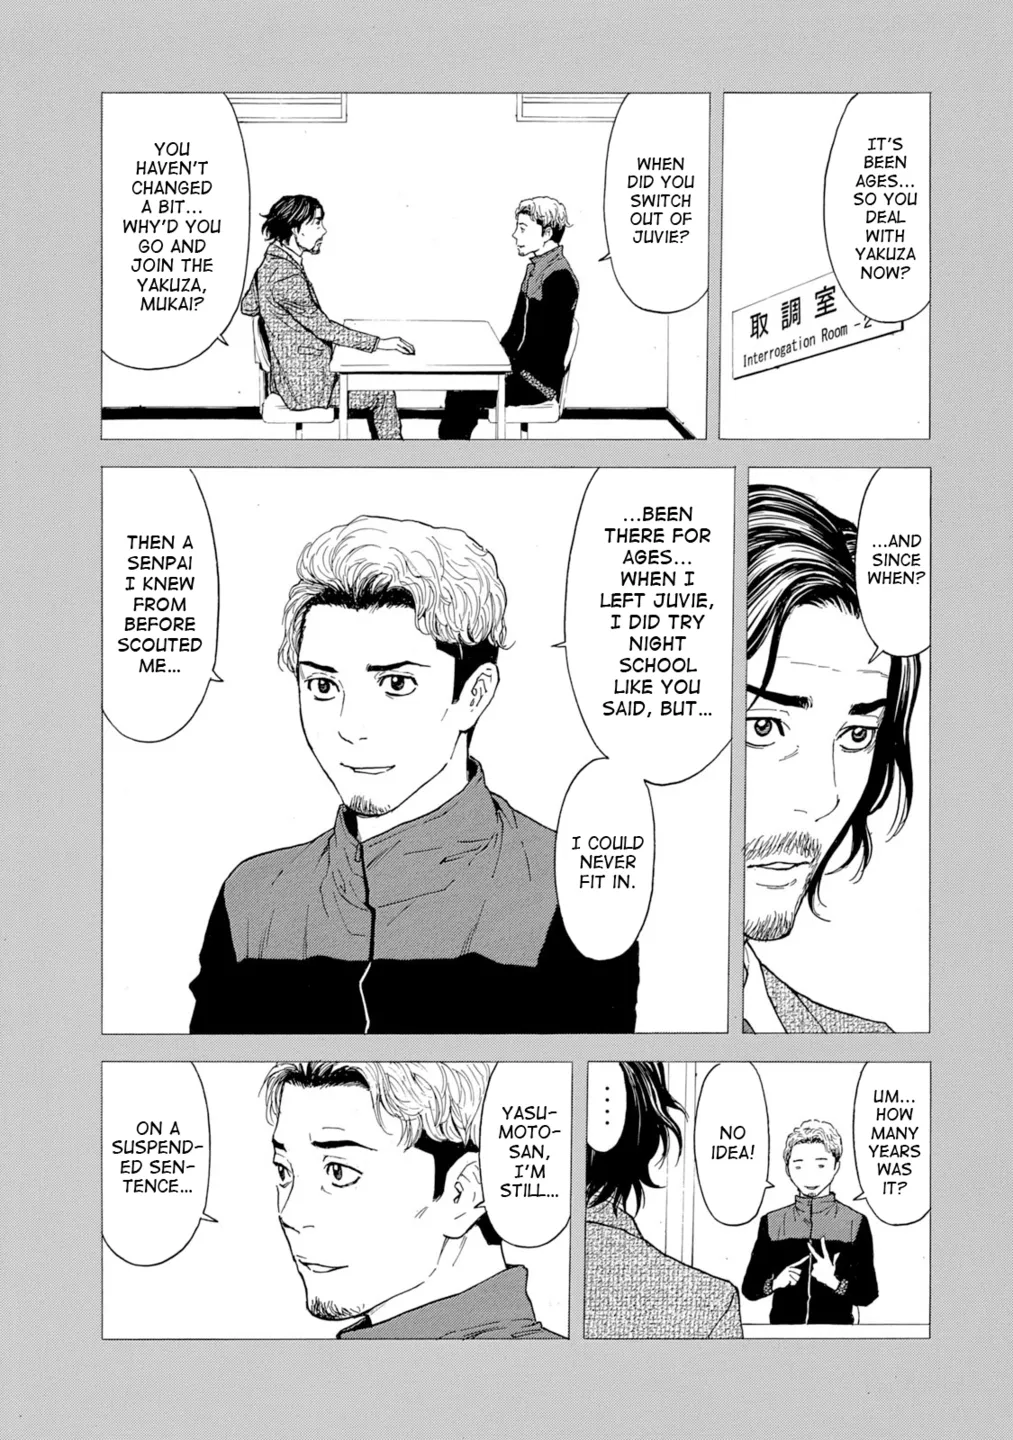 IT'S
BEEN
AGES...
SO YOU
DEAL
WITH
YAKUZA
NOW?
取調室
Interrogation Room - 2
WHEN
DID YOU
SWITCH
OUT OF
JUVIE?
YOU
HAVEN'T
CHANGED
A BIT...
WHY'D YOU
GO AND
JOIN THE
YAKUZA,
MUKAI?
...AND
SINCE
WHEN?
...BEEN
THERE FOR
AGES...
WHEN I
LEFT JUVIE,
I DID TRY
NIGHT
SCHOOL
LIKE YOU
SAID, BUT...
I COULD
NEVER
FIT IN.
THEN A
SENPAI
I KNEW
FROM
BEFORE
SCOUTED
ME...
UM...
HOW
MANY
YEARS
WAS
IT?
NO
IDEA!
....
YASU-
MOTO-
SAN,
I'M
STILL...
ON A
SUSPEND-
ED SEN-
TENCE...